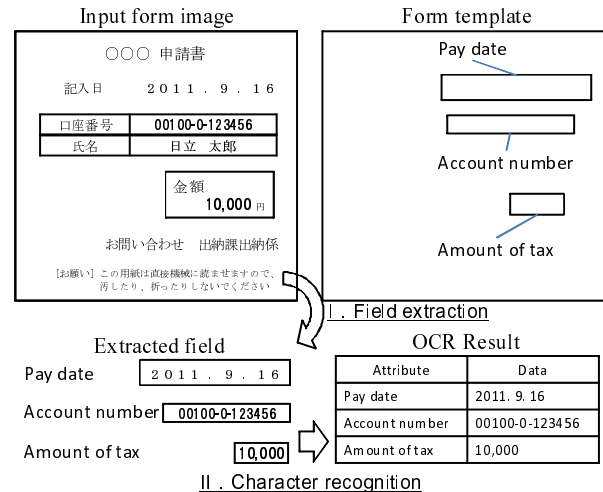 Input form image
○○○ 申請書
記入日 2011．9．16
口座番号 00100-0-123456
氏名 日立 太郎
金額
10,000 円
お問い合わせ 出納課出納係
[お願い] この用紙は直接機械に読ませますので、
汚したり、折ったりしないでください
Form template
Pay date
Account number
Amount of tax
I．Field extraction
Extracted field
Pay date 2011．9．16
Account number 00100-0-123456
Amount of tax 10,000
OCR Result
Attribute Data
Pay date 2011. 9. 16
Account number 00100-0-123456
Amount of tax 10,000
II．Character recognition